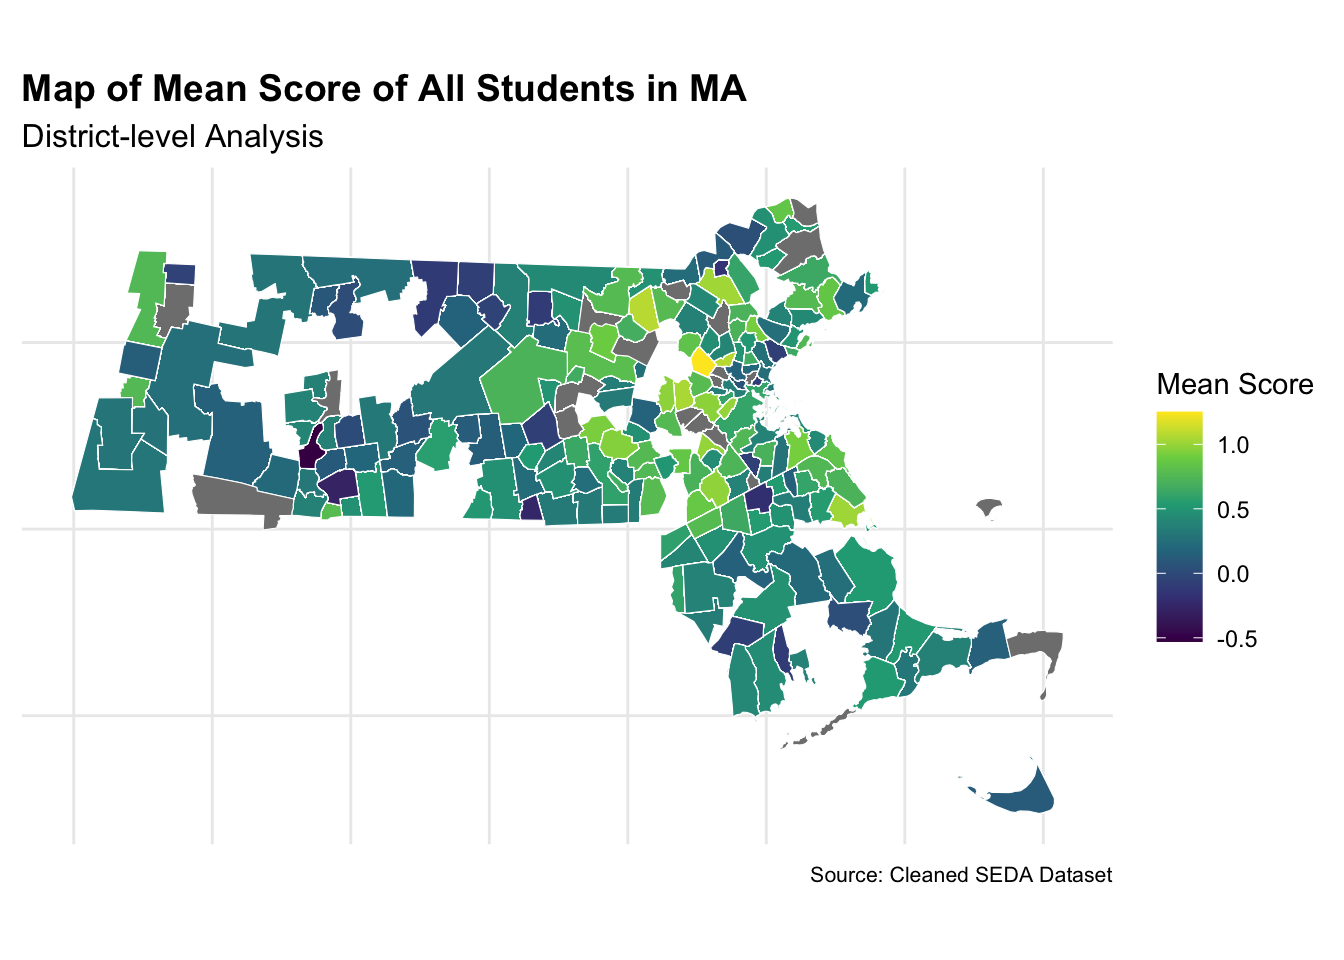 Map of Mean Score of All Students in MA
District-level Analysis
Mean Score
1.0
0.5
0.0
-0.5
Source: Cleaned SEDA Dataset